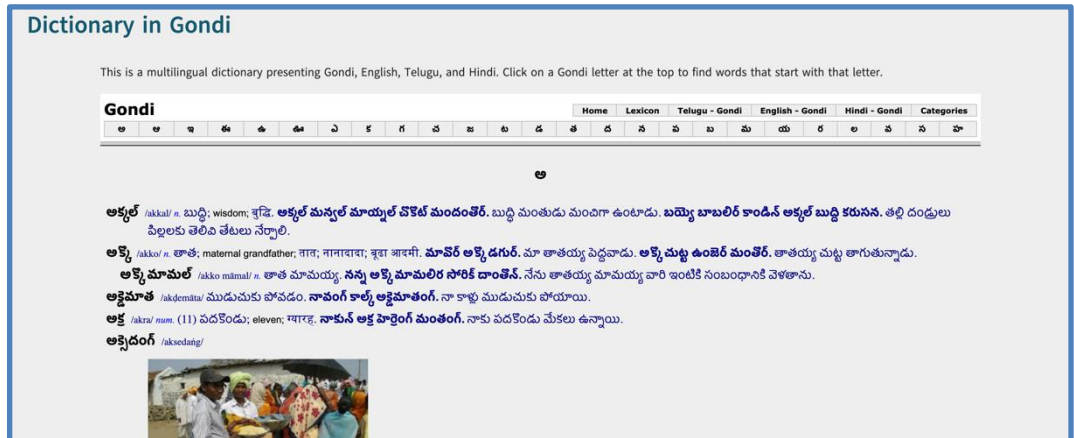 Dictionary in Gondi
This is a multilingual dictionary presenting Gondi, English, Telugu, and Hindi. Click on a Gondi letter at the top to find words that start with that letter.
Gondi Home Lexicon Telugu - Gondi English - Gondi Hindi - Gondi Categories
అ ఆ ఇ ఈ ఉ ఊ ఎ క గ చ జ ట డ త ద న ప బ మ య ర ల వ స హ
అ
అక్కల్ /akkal/ n. బుద్ధి; wisdom; बुद्धि. అక్కల్ మన్వల్ మాయ్నల్ చొకొట్ మందంతొర్. బుద్ధి మంతుడు మంచిగా ఉంటాడు. బయ్యె బాబలిర్ కాండిన్ అక్కల్ బుద్ది కరుసన. తల్లి దండ్రులు
పిల్లలకు తెలివి తేటలు నేర్పాలి.
అక్కొ /akko/ n. తాత; maternal grandfather; तात; नानादादा; बूढा आदमी. మావొర్ అక్కొ డగుర్. మా తాతయ్య పెద్దవాడు. అక్కొ చుట్ట ఉంజెర్ మంతొర్. తాతయ్య చుట్ట తాగుతున్నాడు.
అక్కొ మామల్ /akko māmal/ n. తాత మామయ్య. నన్న అక్కొ మామలిర సోరిక్ దాంతొన్. నేను తాతయ్య మామయ్య వారి ఇంటికి సంబంధానికి వెళతాను.
అక్డెమాత /akḍemāta/ ముడుచుకు పోవడం. నావంగ్ కాల్క్ అక్డెమాతంగ్. నా కాళ్లు ముడుచుకు పోయాయి.
అక్ర /akra/ num. (11) పదకొండు; eleven; ग्यारह. నాకున్ అక్ర హెర్రెంగ్ మంతంగ్. నాకు పదకొండు మేకలు ఉన్నాయి.
అక్సెదంగ్ /aksedaṅg/